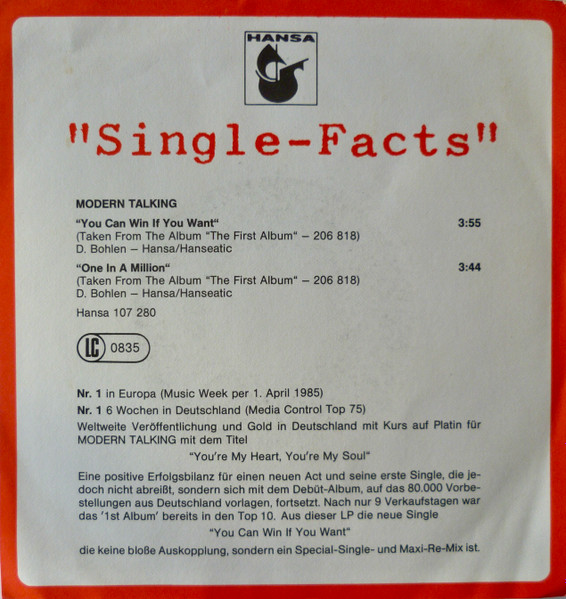 HANSA
"Single-Facts"
MODERN TALKING
“You Can Win If You Want“ 3:55
(Taken From The Album “The First Album“ – 206 818)
D. Bohlen – Hansa/Hanseatic
“One In A Million“ 3:44
(Taken From The Album “The First Album“ – 206 818)
D. Bohlen – Hansa/Hanseatic
Hansa 107 280
LC 0835
Nr. 1 in Europa (Music Week per 1. April 1985)
Nr. 1 6 Wochen in Deutschland (Media Control Top 75)
Weltweite Veröffentlichung und Gold in Deutschland mit Kurs auf Platin für
MODERN TALKING mit dem Titel
“You're My Heart, You're My Soul”
Eine positive Erfolgsbilanz für einen neuen Act und seine erste Single, die je-
doch nicht abreißt, sondern sich mit dem Debüt-Album, auf das 80.000 Vorbe-
stellungen aus Deutschland vorlagen, fortsetzt. Nach nur 9 Verkaufstagen war
das '1st Album' bereits in den Top 10. Aus dieser LP die neue Single
“You Can Win If You Want”
die keine bloße Auskopplung, sondern ein Special-Single- und Maxi-Re-Mix ist.